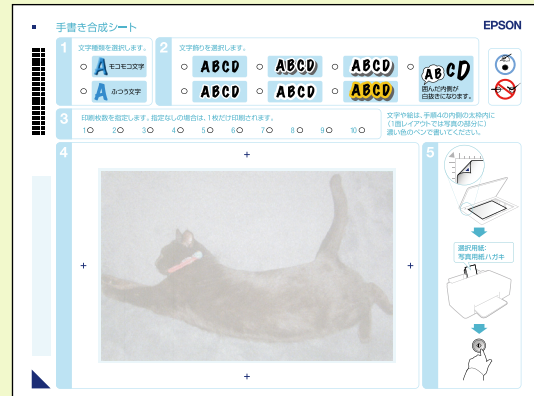 手書き合成シート
EPSON
1
文字種類を選択します。
A モコモコ文字
A ふつう文字
2
文字飾りを選択します。
ABCD
ABCD
ABCD
ABCD
囲んだ内側が
白抜きになります。
ABCD
ABCD
ABCD
3
印刷枚数を指定します。指定なしの場合は、1枚だけ印刷されます。
1 2 3 4 5 6 7 8 9 10
文字や絵は、手順4の内側の太枠内に
(1面レイアウトでは写真の部分に)
濃い色のペンで書いてください。
4
5
選択用紙:
写真用紙ハガキ